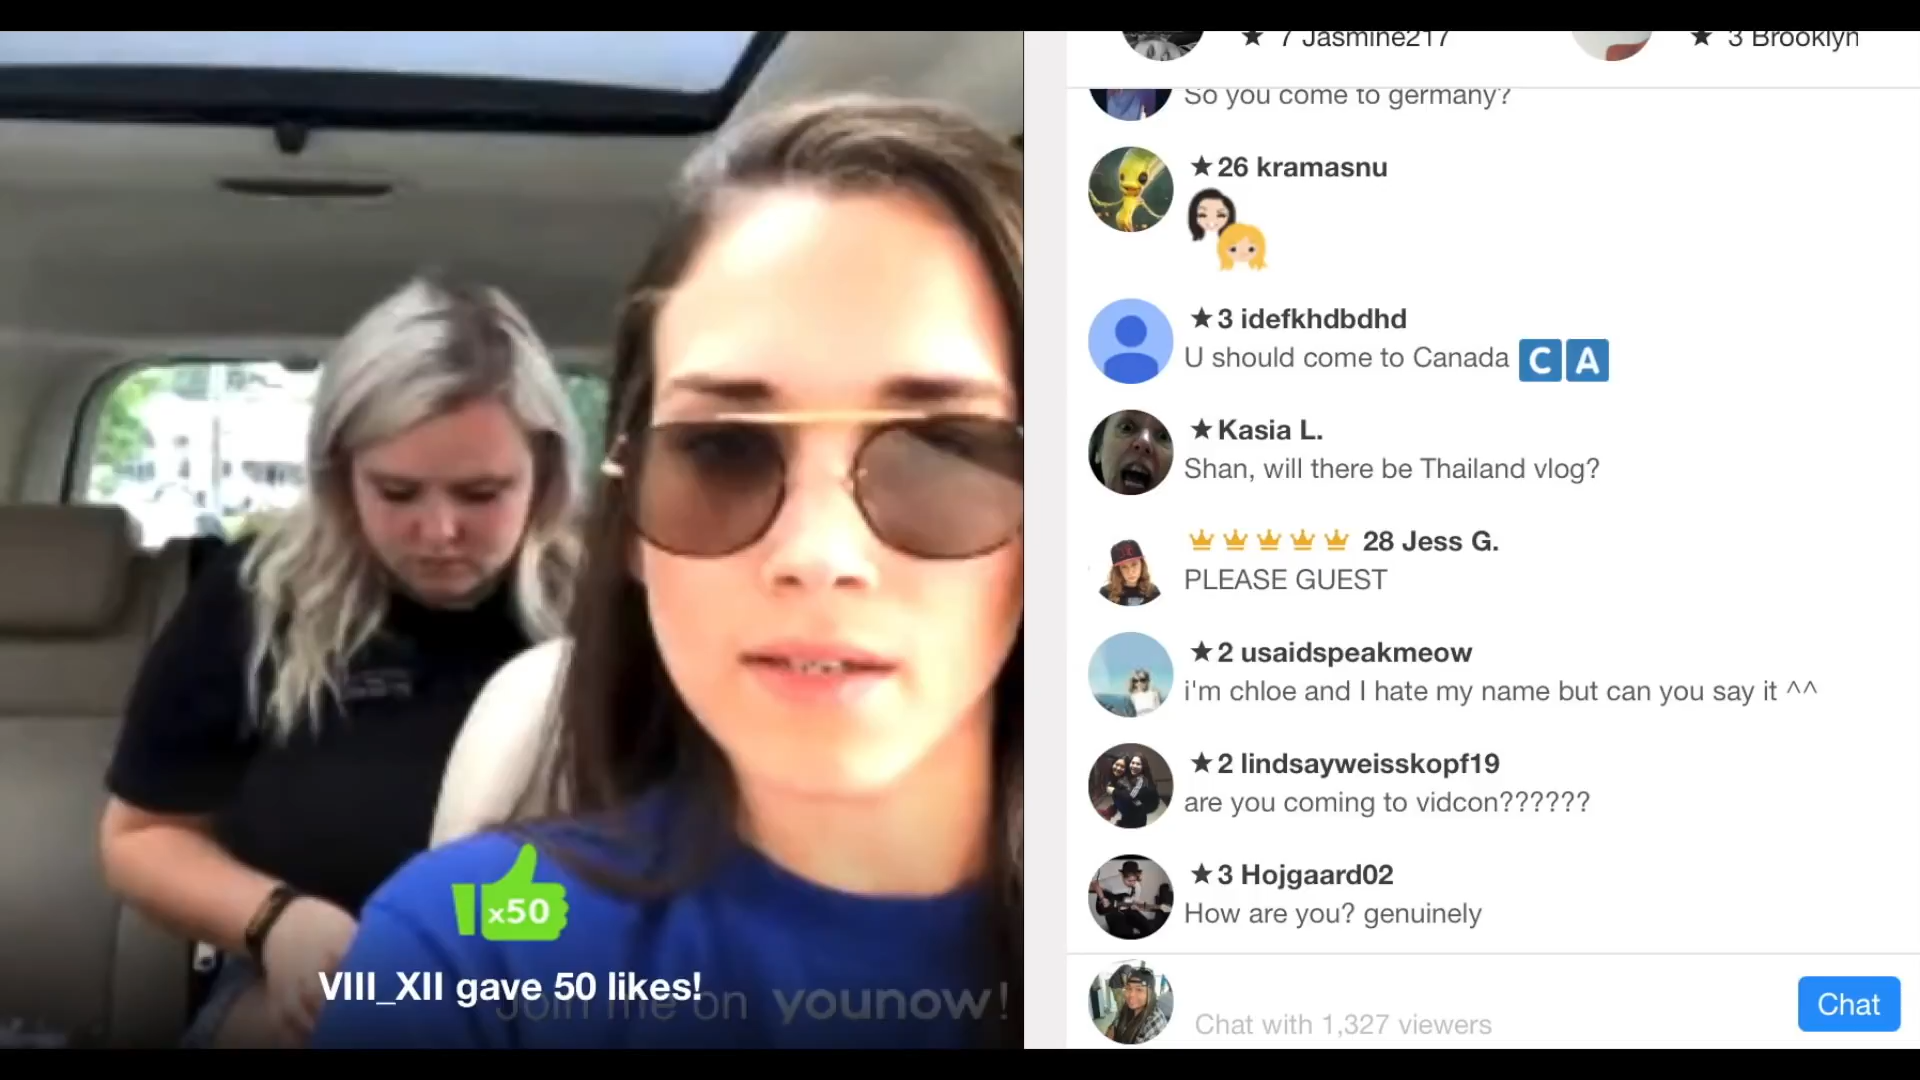 7 Jasmine217
3 Brooklyn
So you come to germany?
26 kramasnu
3 idefkhdbdhd
U should come to Canada C A
Kasia L.
Shan, will there be Thailand vlog?
28 Jess G.
PLEASE GUEST
2 usaidspeakmeow
i'm chloe and I hate my name but can you say it ^^
2 lindsayweisskopf19
are you coming to vidcon??????
3 Hojgaard02
How are you? genuinely
Chat with 1,327 viewers
Chat
x50
VIII_XII gave 50 likes!
Join me on younow!